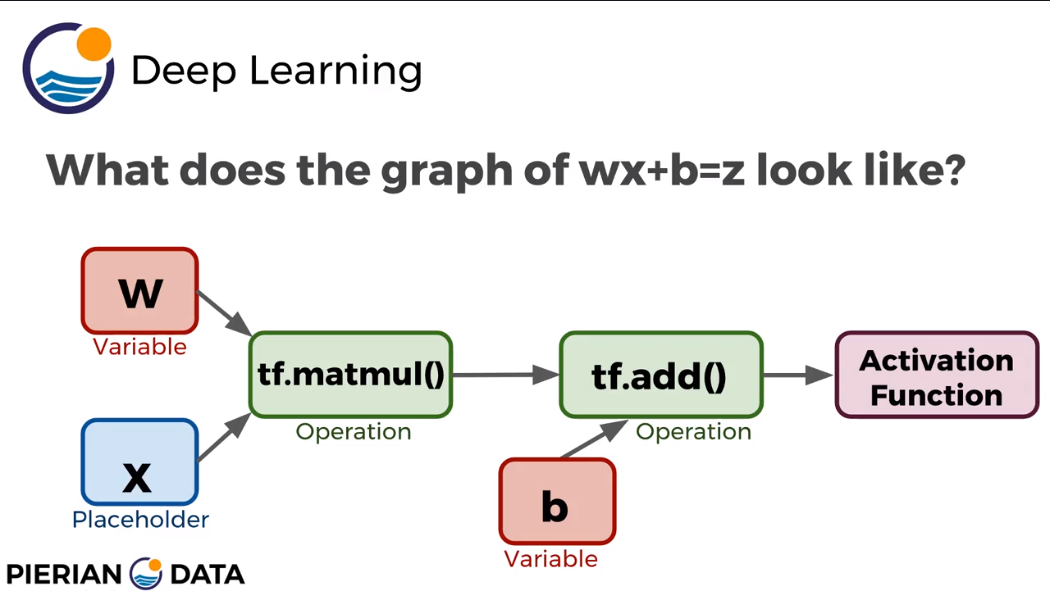 Deep Learning
What does the graph of wx+b=z look like?
W
Variable
tf.matmul()
Operation
tf.add()
Operation
Activation
Function
x
Placeholder
b
Variable
PIERIAN DATA